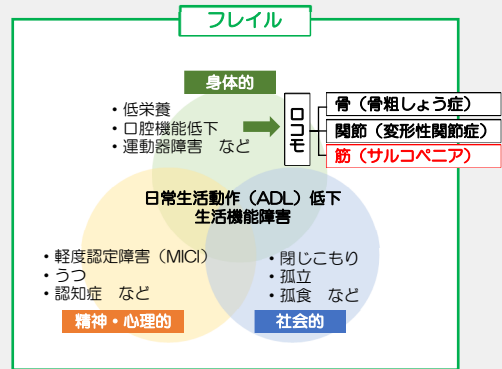 フレイル
身体的
・低栄養
・口腔機能低下
・運動器障害　など
ロコモ
骨（骨粗しょう症）
関節（変形性関節症）
筋（サルコペニア）
日常生活動作（ADL）低下
生活機能障害
・軽度認定障害（MICI）
・うつ
・認知症　など
精神・心理的
・閉じこもり
・孤立
・孤食　など
社会的